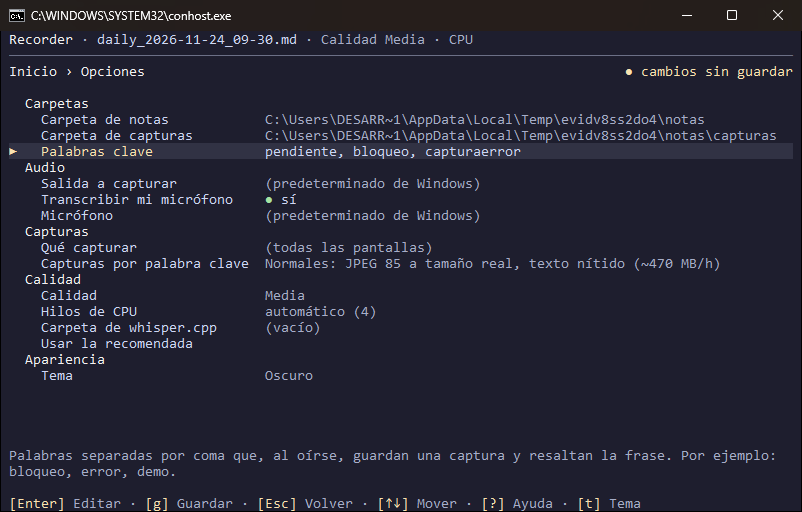 C:\WINDOWS\SYSTEM32\conhost.exe
Recorder · daily_2026-11-24_09-30.md · Calidad Media · CPU
Inicio › Opciones ● cambios sin guardar
Carpetas
Carpeta de notas C:\Users\DESARR~1\AppData\Local\Temp\evidv8ss2do4\notas
Carpeta de capturas C:\Users\DESARR~1\AppData\Local\Temp\evidv8ss2do4\notas\capturas
► Palabras clave pendiente, bloqueo, capturaerror
Audio
Salida a capturar (predeterminado de Windows)
Transcribir mi micrófono ● sí
Micrófono (predeterminado de Windows)
Capturas
Qué capturar (todas las pantallas)
Capturas por palabra clave Normales: JPEG 85 a tamaño real, texto nítido (~470 MB/h)
Calidad
Calidad Media
Hilos de CPU automático (4)
Carpeta de whisper.cpp (vacío)
Usar la recomendada
Apariencia
Tema Oscuro
Palabras separadas por coma que, al oírse, guardan una captura y resaltan la frase. Por ejemplo:
bloqueo, error, demo.
[Enter] Editar · [g] Guardar · [Esc] Volver · [↑↓] Mover · [?] Ayuda · [t] Tema